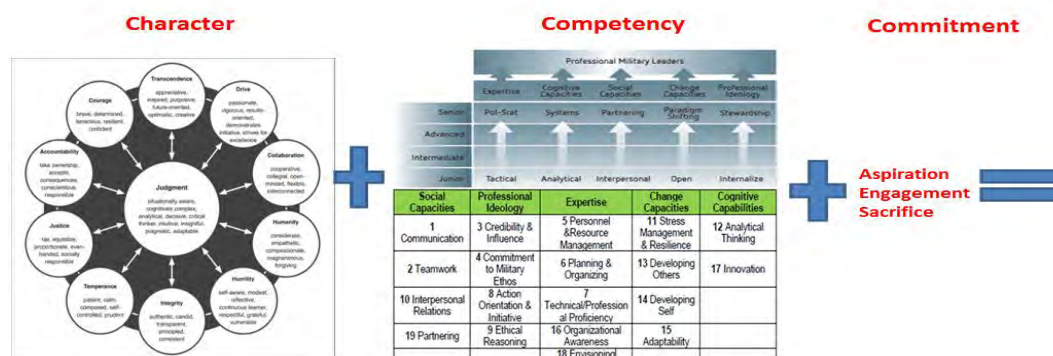 Character
Competency
Commitment
Transcendence
appreciative,
inspired, purposive,
future-oriented,
optimistic, creative
Drive
passionate,
vigorous, results-
oriented,
demonstrates
initiative, strives for
excellence
Collaboration
cooperative,
collegial, open-
minded, flexible,
interconnected
Humanity
considerate,
empathetic,
compassionate,
magnanimous,
forgiving
Humility
self-aware, modest,
reflective,
continuous learner,
respectful, grateful
vulnerable
Integrity
authentic, candid,
transparent,
principled,
consistent
Temperance
patient, calm,
composed, self-
controlled, prudent
Justice
fair, equitable,
proportionate, even-
handed, socially
responsible
Accountability
take ownership,
accepts,
consequences,
conscientious
responsible
Courage
brave, determined,
tenacious, resilient,
confident
Judgment
situationally aware,
cognitively complex,
analytical, decisive, critical
thinker, intuitive, insightful,
pragmatic, adaptable
Professional Military Leaders
Expertise
Cognitive
Capacities
Social
Capacities
Change
Capacities
Professional
Ideology
Senior
Pol-Strat
Systems
Partnering
Paradigm
Shifting
Stewardship
Advanced
Intermediate
Junior
Tactical
Analytical
Interpersonal
Open
Internalize
Social
Capacities
Professional
Ideology
Expertise
Change
Capacities
Cognitive
Capabilities
1
Communication
3 Credibility &
Influence
5 Personnel
&Resource
Management
11 Stress
Management
& Resilience
12 Analytical
Thinking
2 Teamwork
4 Commitment
to Military
Ethos
6 Planning &
Organizing
13 Developing
Others
17 Innovation
10 Interpersonal
Relations
8 Action
Orientation &
Initiative
7
Technical/Profession
al Proficiency
14 Developing
Self
19 Partnering
9 Ethical
Reasoning
16 Organizational
Awareness
15
Adaptability
18 Envisioning
Aspiration
Engagement
Sacrifice